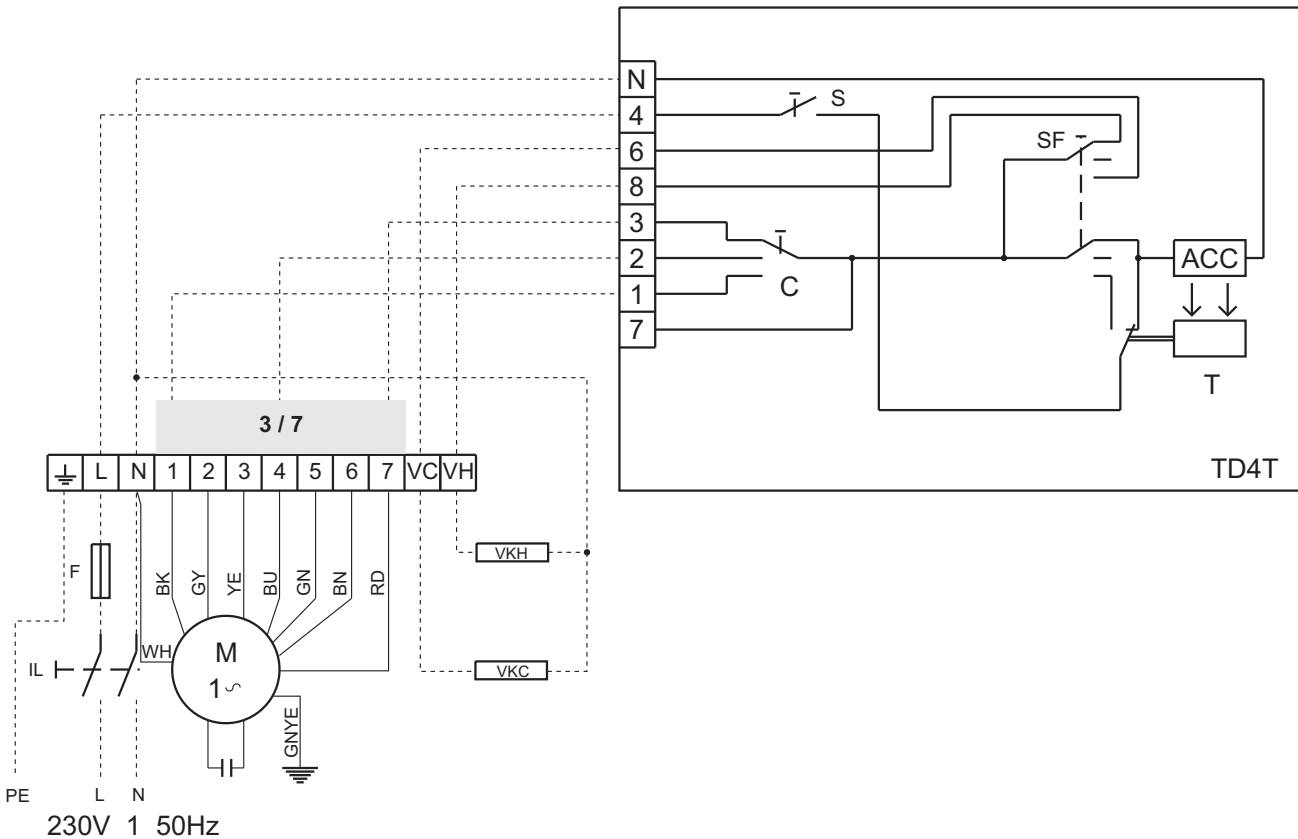 N
4
6
8
3
2
1
7
S
SF
C
ACC
T
TD4T
3 / 7
L N 1 2 3 4 5 6 7 VC VH
F
BK GY YE BU GN BN RD
WH
IL
M
1~
GNYE
VKH
VKC
PE L N
230V 1 50Hz